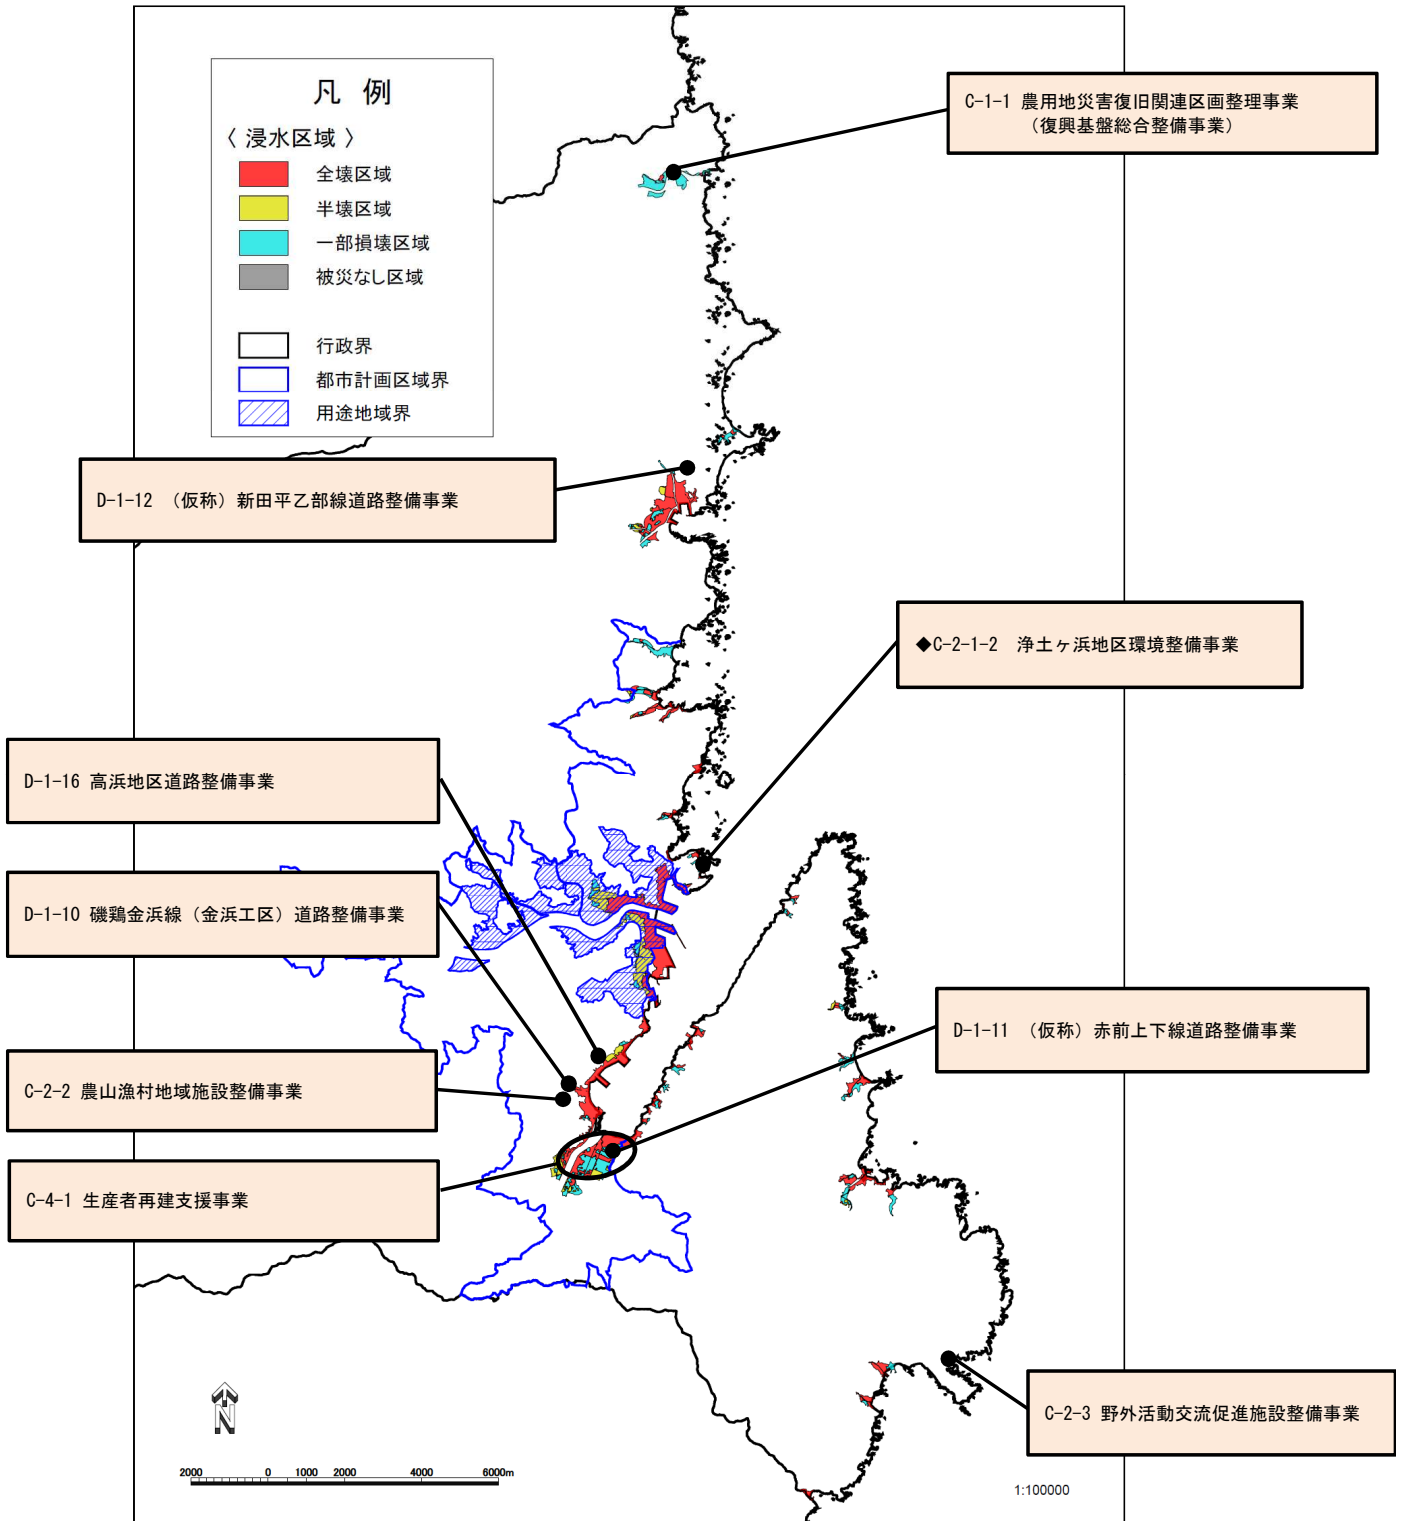 凡 例
〈 浸水区域 〉
全壊区域
半壊区域
一部損壊区域
被災なし区域
行政界
都市計画区域界
用途地域界
C-1-1 農用地災害復旧関連区画整理事業
（復興基盤総合整備事業）
D-1-12 （仮称）新田平乙部線道路整備事業
◆C-2-1-2 浄土ヶ浜地区環境整備事業
D-1-16 高浜地区道路整備事業
D-1-10 磯鶏金浜線（金浜工区）道路整備事業
D-1-11 （仮称）赤前上下線道路整備事業
C-2-2 農山漁村地域施設整備事業
C-4-1 生産者再建支援事業
C-2-3 野外活動交流促進施設整備事業
N
2000 0 1000 2000 4000 6000m
1:100000